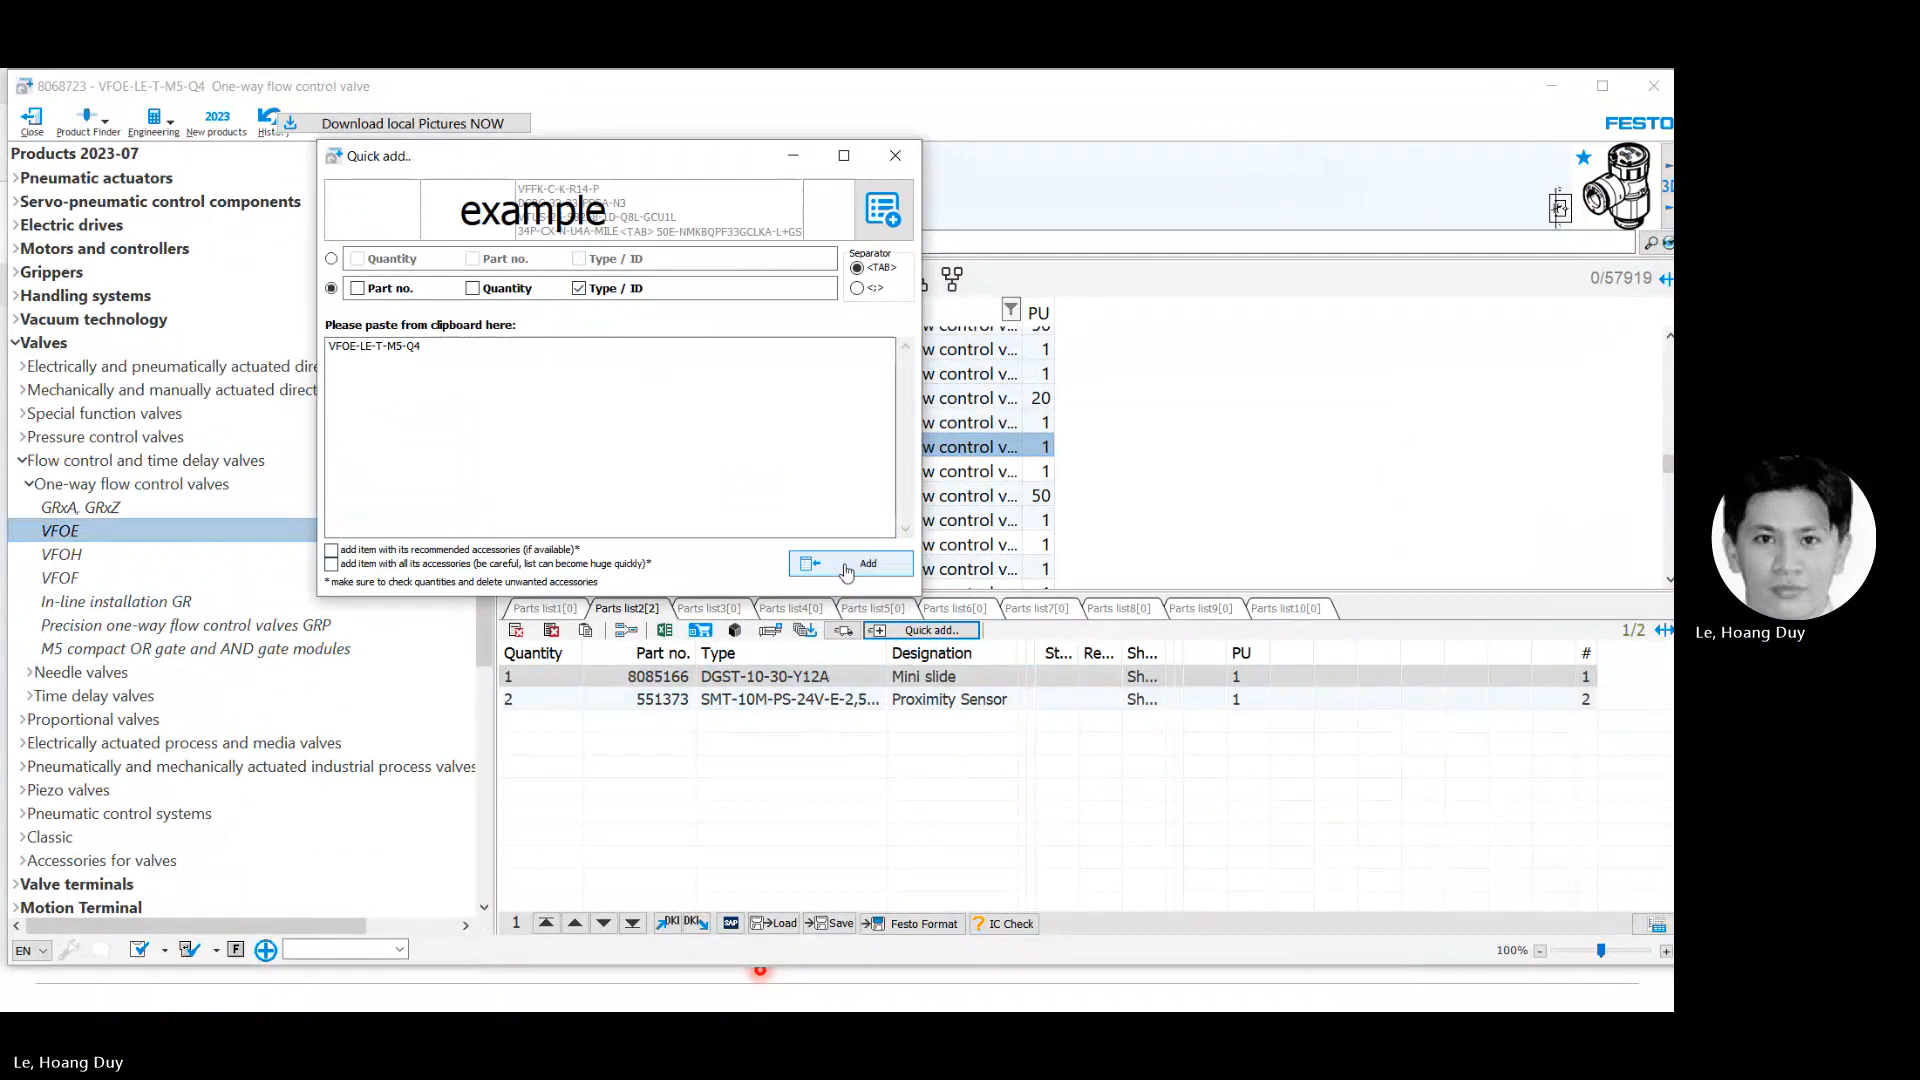 8068723 - VFOE-LE-T-M5-Q4 One-way flow control valve
Close
Product Finder
Engineering
2023
New products
Download local Pictures NOW
FESTO
Products 2023-07
Pneumatic actuators
Servo-pneumatic control components
Electric drives
Motors and controllers
Grippers
Handling systems
Vacuum technology
Valves
Electrically and pneumatically actuated dire
Mechanically and manually actuated direct
Special function valves
Pressure control valves
Flow control and time delay valves
One-way flow control valves
GRxA, GRxZ
VFOE
VFOH
VFOF
In-line installation GR
Precision one-way flow control valves GRP
M5 compact OR gate and AND gate modules
Needle valves
Time delay valves
Proportional valves
Electrically actuated process and media valves
Pneumatically and mechanically actuated industrial process valves
Piezo valves
Pneumatic control systems
Classic
Accessories for valves
Valve terminals
Motion Terminal
EN
F
Quick add..
VFFK-C-K-R14-P
example
34P-CX-N-U4A-MILE<TAB> 50E-NMKBQPF33GCLKA-L+GS
Quantity Part no. Type / ID
Part no. Quantity Type / ID
Separator
<TAB>
<;>
Please paste from clipboard here:
VFOE-LE-T-M5-Q4
add item with its recommended accessories (if available)*
add item with all its accessories (be careful, list can become huge quickly)*
*make sure to check quantities and delete unwanted accessories
Add
0/57919
PU
w control v... 1
w control v... 1
w control v... 20
w control v... 1
w control v... 1
w control v... 1
w control v... 50
w control v... 1
w control v... 1
w control v... 1
Parts list1[0] Parts list2[2] Parts list3[0] Parts list4[0] Parts list5[0] Parts list6[0] Parts list7[0] Parts list8[0] Parts list9[0] Parts list10[0]
Quick add..
1/2
Quantity Part no. Type Designation St... Re... Sh... PU #
1 8085166 DGST-10-30-Y12A Mini slide Sh... 1 1
2 551373 SMT-10M-PS-24V-E-2,5... Proximity Sensor Sh... 1 2
1 DKI DKI SAP Load Save Festo Format ? IC Check
100%
Le, Hoang Duy
Le, Hoang Duy